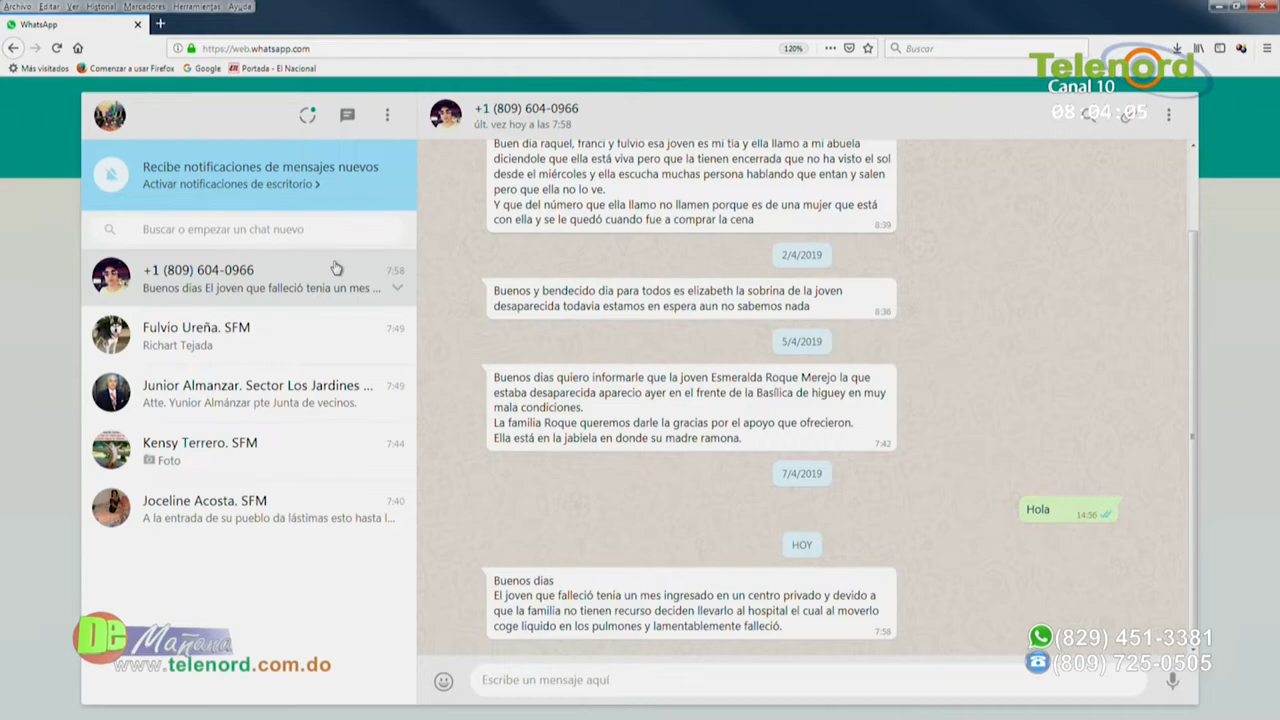 Archivo Editar Ver Historial Marcadores Herramientas Ayuda
WhatsApp
https://web.whatsapp.com
120%
Buscar
Más visitados
Comenzar a usar Firefox
Google
Portada - El Nacional
Telenord
Canal 10
08:04:05
Recibe notificaciones de mensajes nuevos
Activar notificaciones de escritorio
Buscar o empezar un chat nuevo
+1 (809) 604-0966
7:58
Buenos días El joven que falleció tenía un mes ...
Fulvio Ureña. SFM
7:49
Richart Tejada
Junior Almanzar. Sector Los Jardines ...
7:49
Atte. Yunior Almánzar pte Junta de vecinos.
Kensy Terrero. SFM
7:44
Foto
Joceline Acosta. SFM
7:40
A la entrada de su pueblo da lástimas esto hasta l...
+1 (809) 604-0966
últ. vez hoy a las 7:58
Buen dia raquel, franci y fulvio esa joven es mi tía y ella llamo a mi abuela
diciendole que ella está viva pero que la tienen encerrada que no ha visto el sol
desde el miércoles y ella escucha muchas persona hablando que entan y salen
pero que ella no lo ve.
Y que del número que ella llamo no llamen porque es de una mujer que está
con ella y se le quedó cuando fue a comprar la cena
8:39
2/4/2019
Buenos y bendecido dia para todos es elizabeth la sobrina de la joven
desaparecida todavia estamos en espera aun no sabemos nada
8:36
5/4/2019
Buenos dias quiero informarle que la joven Esmeralda Roque Merejo la que
estaba desaparecida aparecio ayer en el frente de la Basílica de higuey en muy
mala condiciones.
La familia Roque queremos darle la gracias por el apoyo que ofrecieron.
Ella está en la jabiela en donde su madre ramona.
7:42
7/4/2019
Hola
14:56
HOY
Buenos dias
El joven que falleció tenía un mes ingresado en un centro privado y devido a
que la familia no tienen recurso deciden llevarlo al hospital el cual al moverlo
coge liquido en los pulmones y lamentablemente falleció.
7:58
Escribe un mensaje aquí
De Mañana
www.telenord.com.do
(829) 451-3381
(809) 725-0505